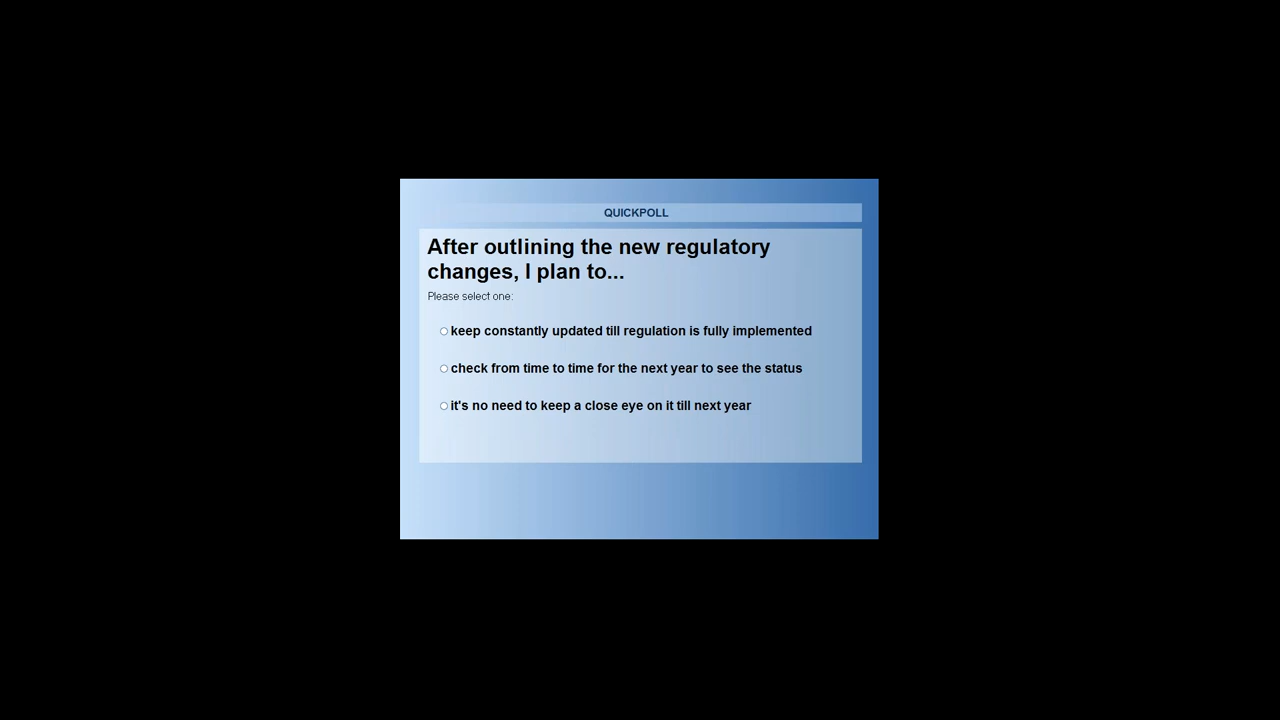 QUICKPOLL
After outlining the new regulatory
changes, I plan to...
Please select one:
keep constantly updated till regulation is fully implemented
check from time to time for the next year to see the status
it's no need to keep a close eye on it till next year